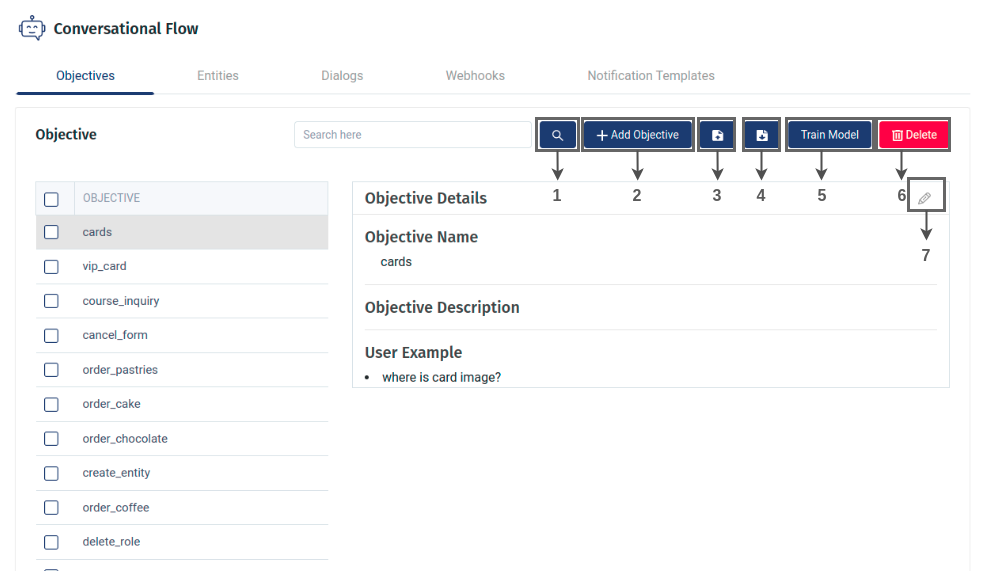 Conversational Flow
Objectives Entities Dialogs Webhooks Notification Templates
Objective Search here Add Objective Train Model Delete
1 2 3 4 5 6
7
OBJECTIVE
cards
vip_card
course_inquiry
cancel_form
order_pastries
order_cake
order_chocolate
create_entity
order_coffee
delete_role
Objective Details
Objective Name
cards
Objective Description
User Example
• where is card image?